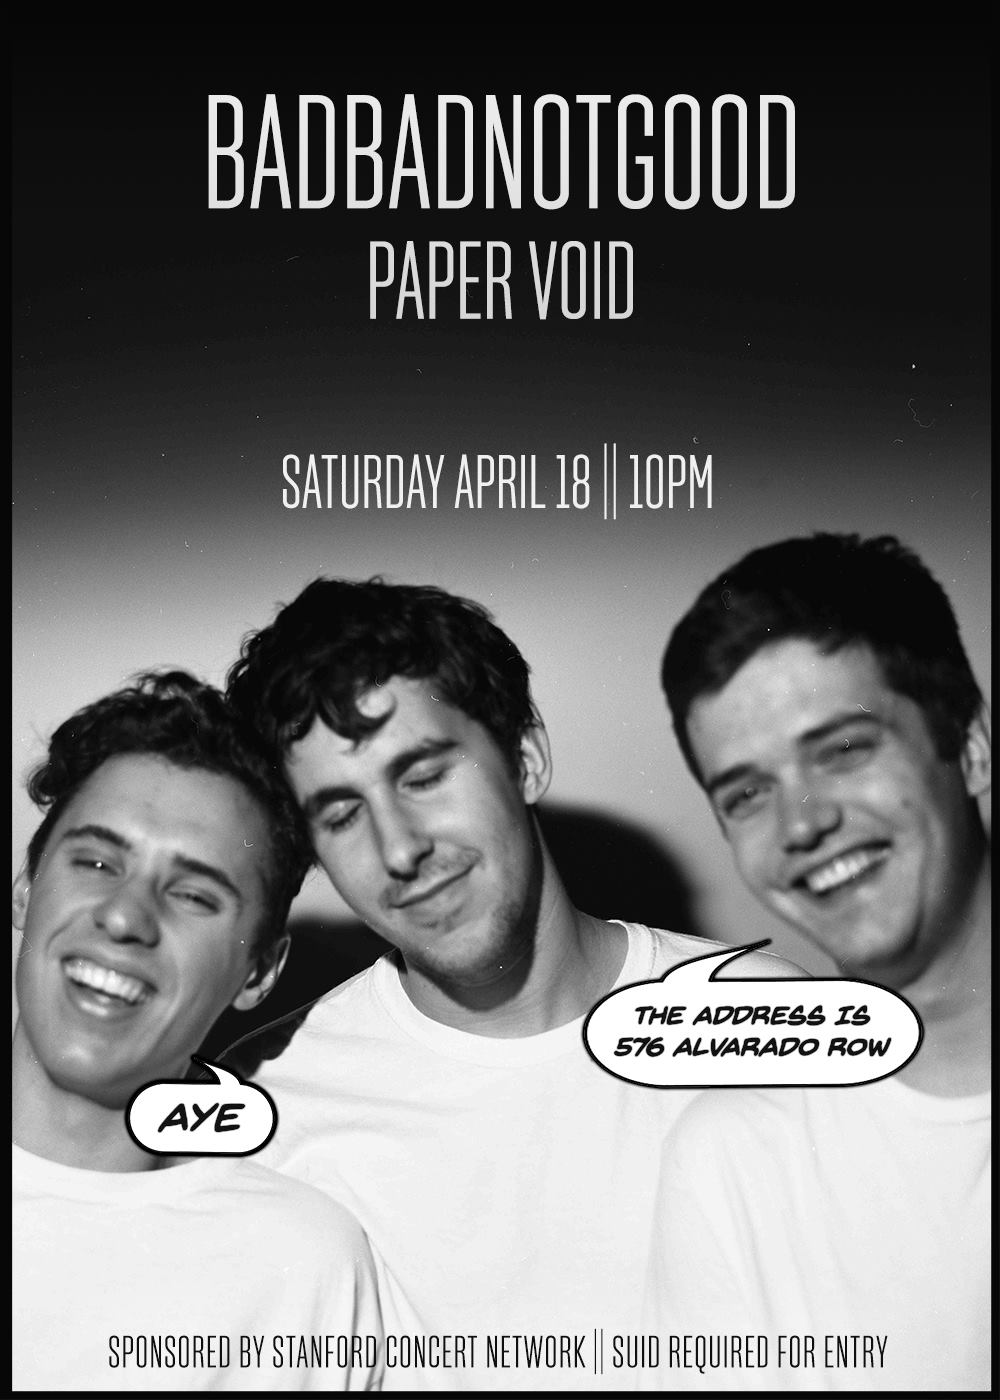 BADBADNOTGOOD
PAPER VOID
SATURDAY APRIL 18 || 10PM
THE ADDRESS IS
576 ALVARADO ROW
AYE
SPONSORED BY STANFORD CONCERT NETWORK || SUID REQUIRED FOR ENTRY